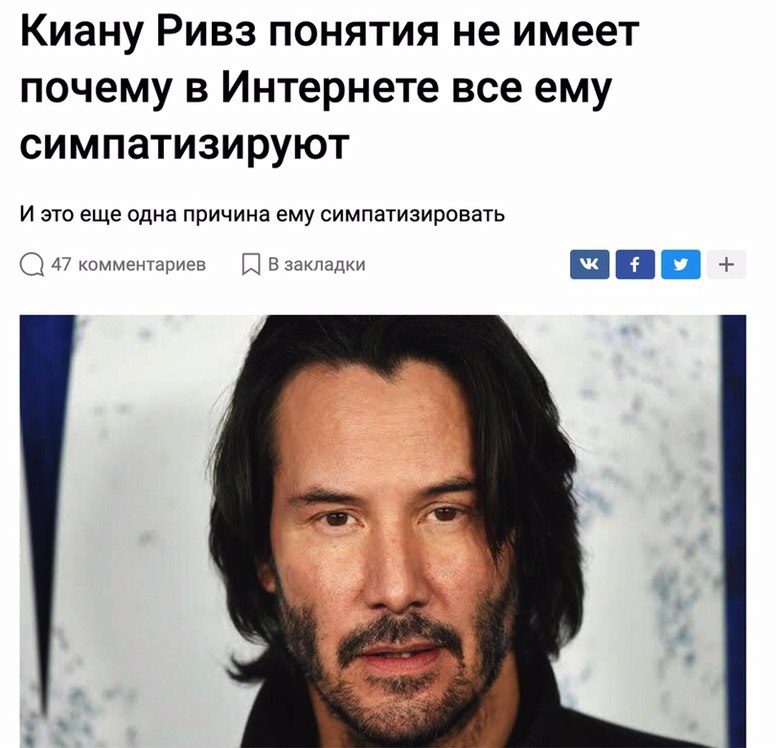 Киану Ривз понятия не имеет
почему в Интернете все ему
симпатизируют
И это еще одна причина ему симпатизировать
47 комментариев В закладки